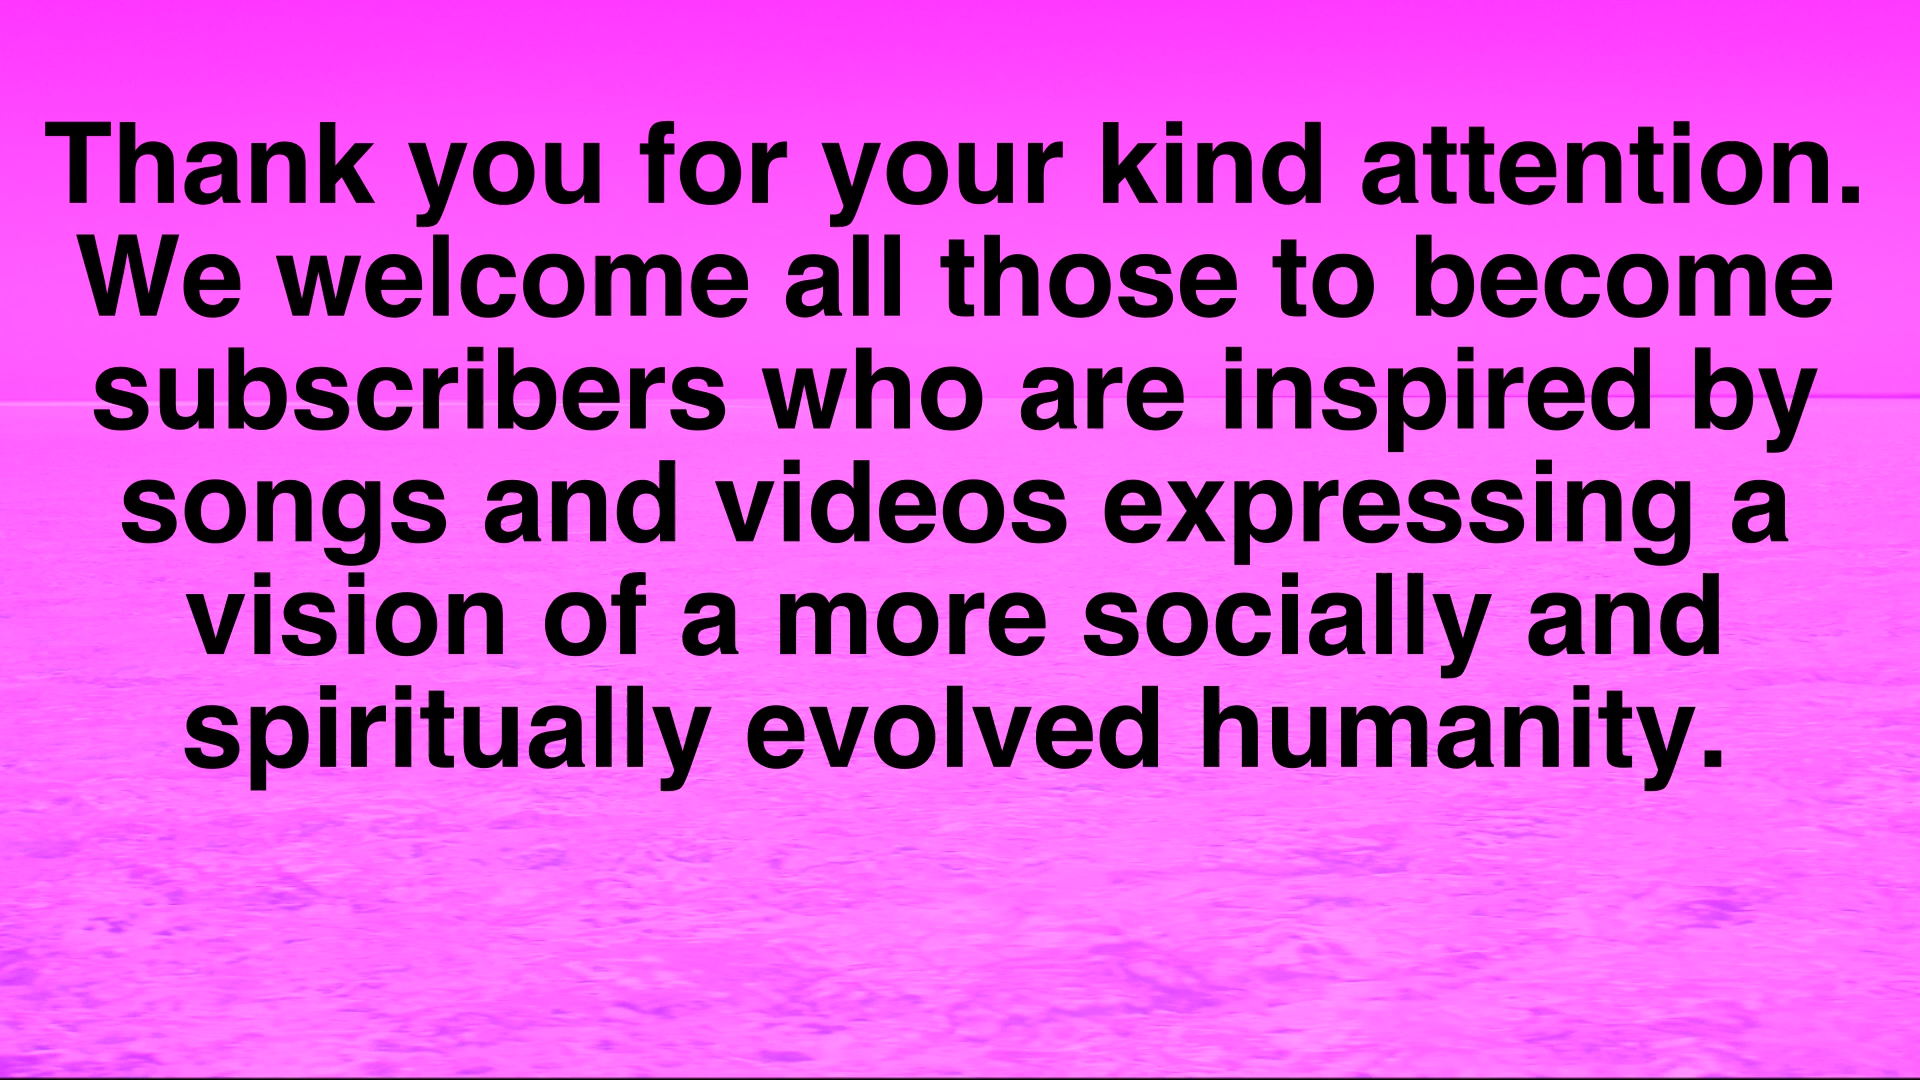 Thank you for your kind attention.
We welcome all those to become
subscribers who are inspired by
songs and videos expressing a
vision of a more socially and
spiritually evolved humanity.